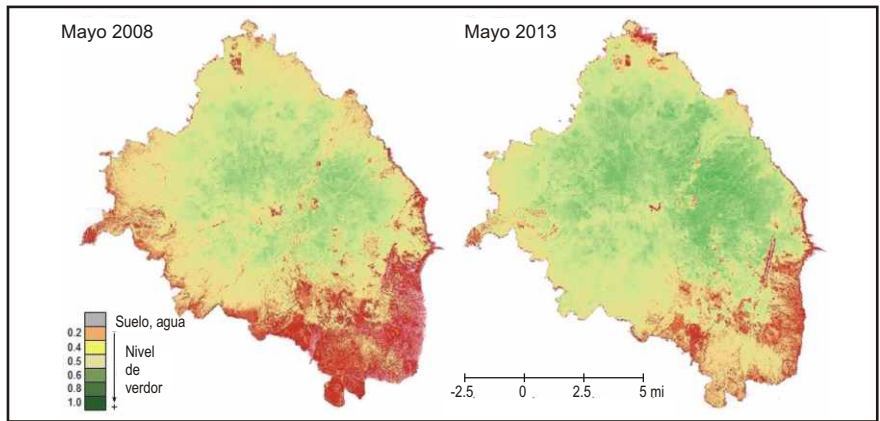 Mayo 2008
Mayo 2013
Suelo, agua
0.2
0.4
0.5
0.6
0.8
1.0
Nivel
de
verdor
+
-2.5 0 2.5 5 mi